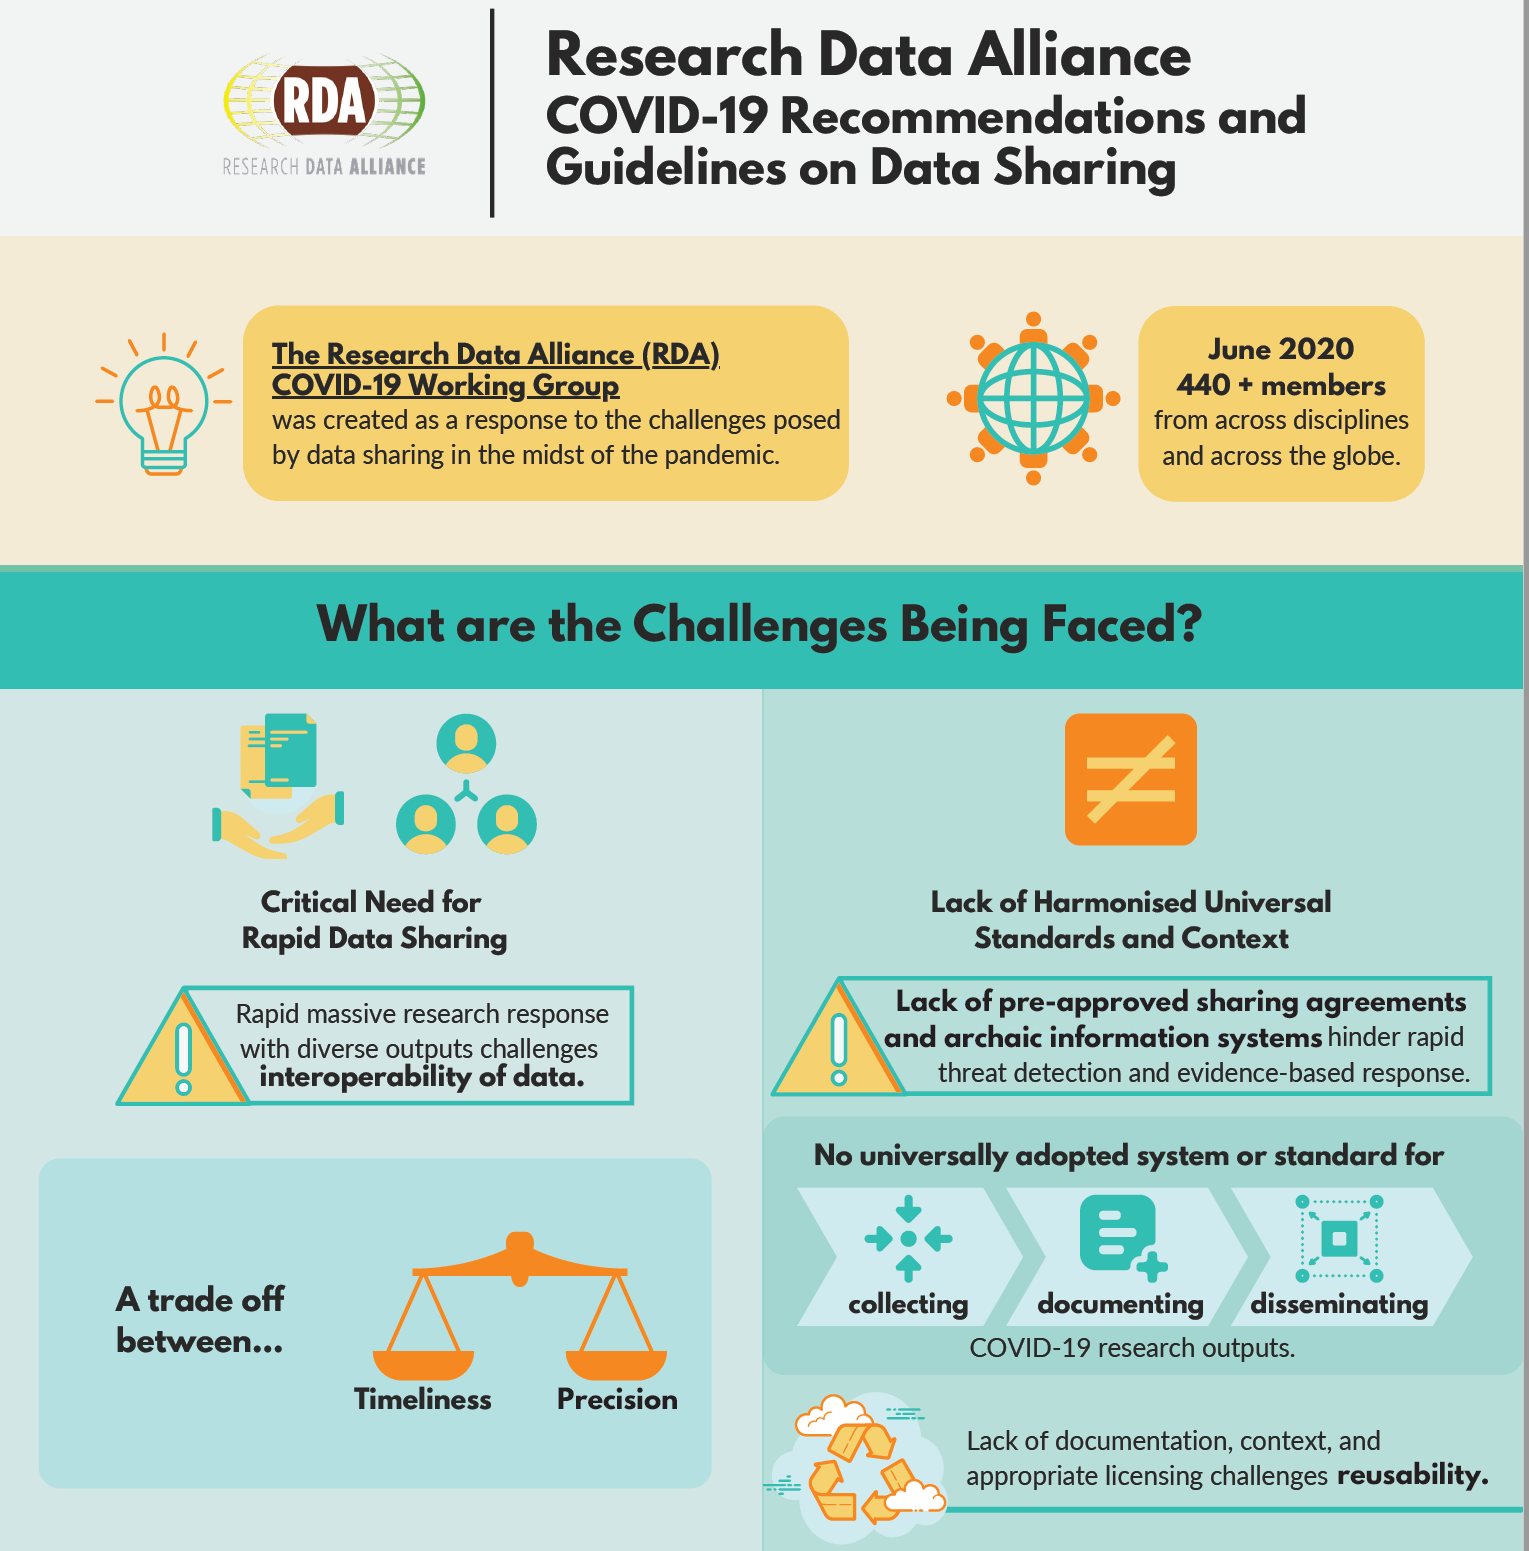 RDA
RESEARCH DATA ALLIANCE
Research Data Alliance
COVID-19 Recommendations and
Guidelines on Data Sharing
The Research Data Alliance (RDA)
COVID-19 Working Group
was created as a response to the challenges posed
by data sharing in the midst of the pandemic.
June 2020
440 + members
from across disciplines
and across the globe.
What are the Challenges Being Faced?
Critical Need for
Rapid Data Sharing
Rapid massive research response
with diverse outputs challenges
interoperability of data.
A trade off
between...
Timeliness
Precision
Lack of Harmonised Universal
Standards and Context
Lack of pre-approved sharing agreements
and archaic information systems hinder rapid
threat detection and evidence-based response.
No universally adopted system or standard for
collecting
documenting
disseminating
COVID-19 research outputs.
Lack of documentation, context, and
appropriate licensing challenges reusability.